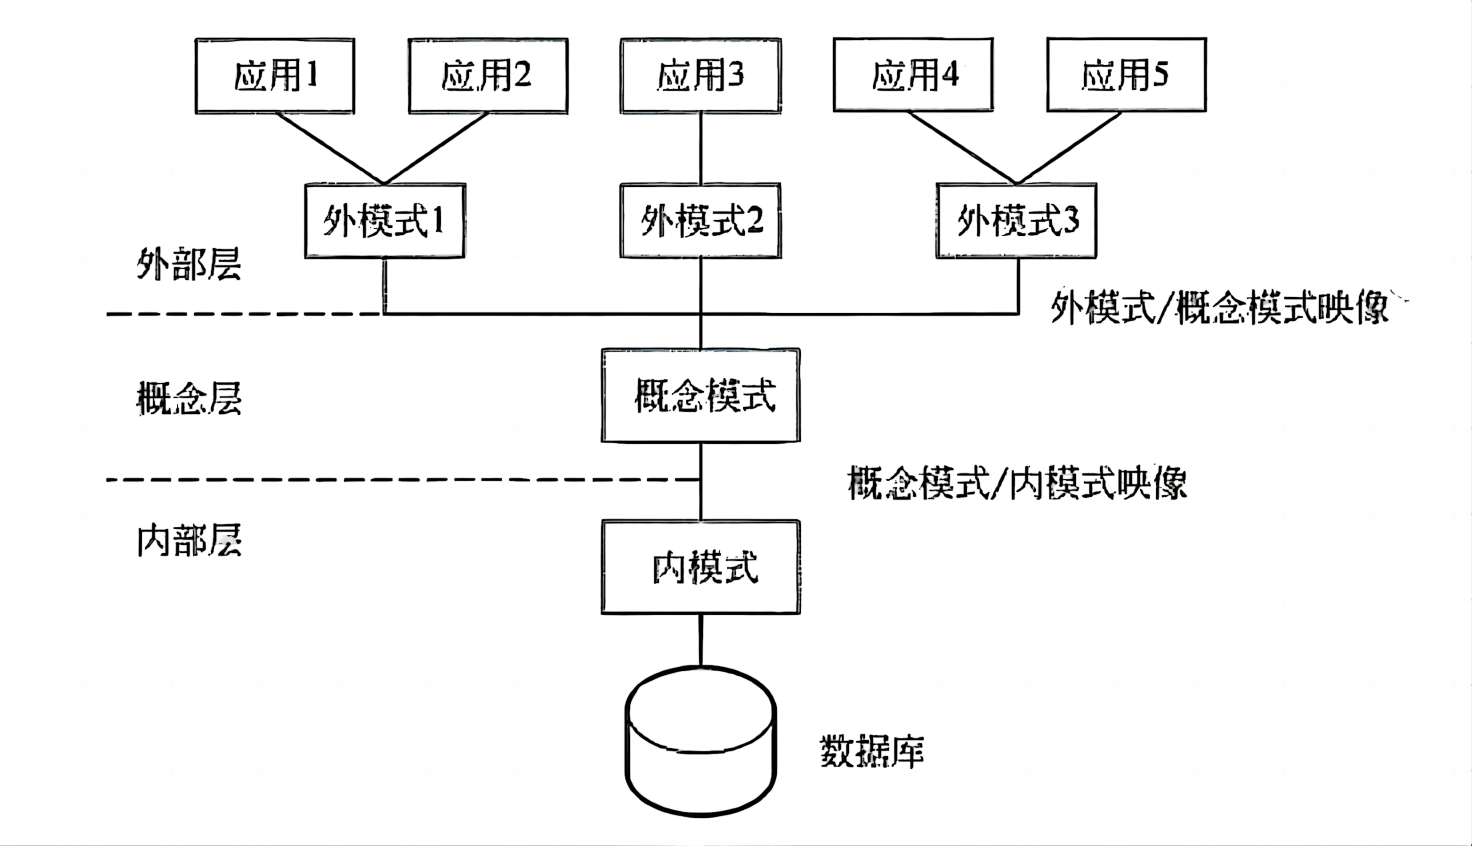 应用1
应用2
应用3
应用4
应用5
外模式1
外模式2
外模式3
外部层
外模式/概念模式映像
概念层
概念模式
概念模式/内模式映像
内部层
内模式
数据库